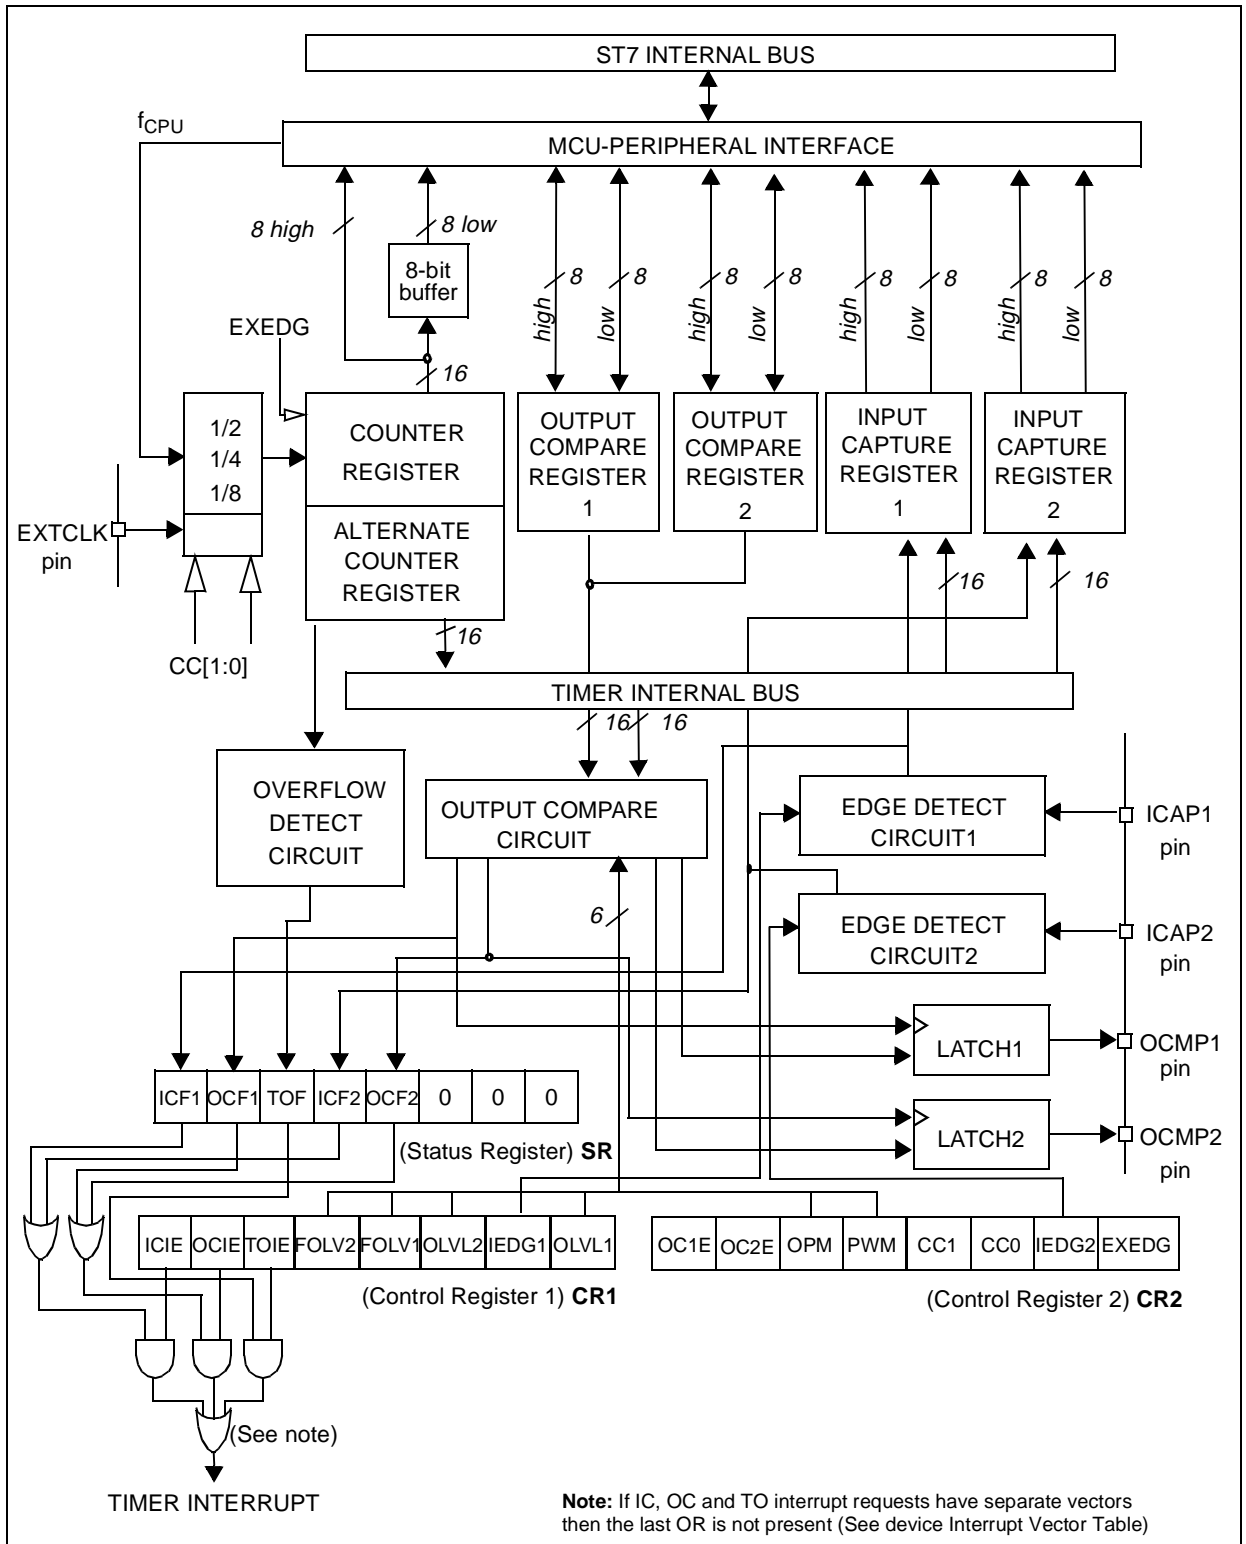 ST7 INTERNAL BUS
fCPU
MCU-PERIPHERAL INTERFACE
8 high
8 low
8-bit
buffer
8
8
8
8
8
8
8
8
high
low
high
low
high
low
high
low
EXEDG
16
1/2
1/4
1/8
COUNTER
REGISTER
ALTERNATE
COUNTER
REGISTER
OUTPUT
COMPARE
REGISTER
1
OUTPUT
COMPARE
REGISTER
2
INPUT
CAPTURE
REGISTER
1
INPUT
CAPTURE
REGISTER
2
EXTCLK
pin
16
16
16
CC[1:0]
TIMER INTERNAL BUS
16
16
OVERFLOW
DETECT
CIRCUIT
OUTPUT COMPARE
CIRCUIT
EDGE DETECT
CIRCUIT1
ICAP1
pin
6
EDGE DETECT
CIRCUIT2
ICAP2
pin
LATCH1
OCMP1
pin
ICF1 OCF1 TOF ICF2 OCF2 0 0 0
(Status Register) SR
LATCH2
OCMP2
pin
ICIE OCIE TOIE FOLV2 FOLV1 OLVL2 IEDG1 OLVL1
(Control Register 1) CR1
OC1E OC2E OPM PWM CC1 CC0 IEDG2 EXEDG
(Control Register 2) CR2
(See note)
TIMER INTERRUPT
Note: If IC, OC and TO interrupt requests have separate vectors
then the last OR is not present (See device Interrupt Vector Table)